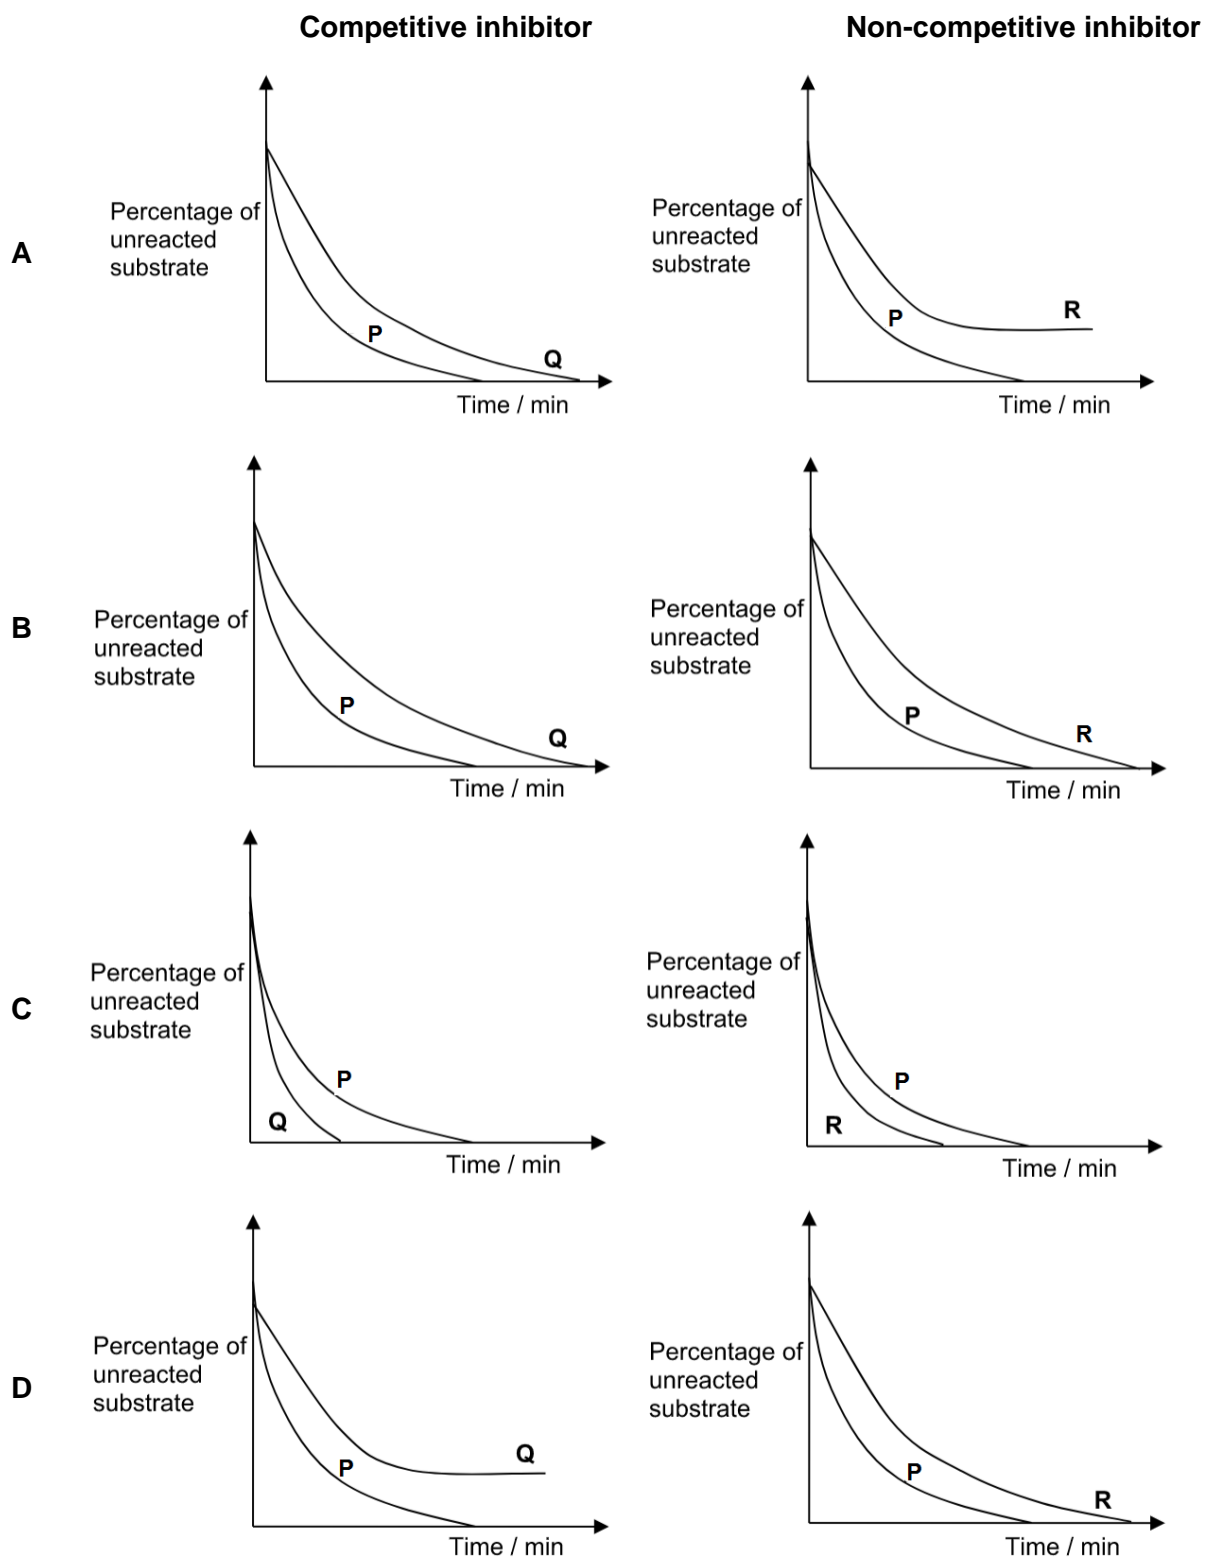 Competitive inhibitor
Non-competitive inhibitor
A
Percentage of
unreacted
substrate
P
Q
Time / min
Percentage of
unreacted
substrate
P
R
Time / min
B
Percentage of
unreacted
substrate
P
Q
Time / min
Percentage of
unreacted
substrate
P
R
Time / min
C
Percentage of
unreacted
substrate
P
Q
Time / min
Percentage of
unreacted
substrate
P
R
Time / min
D
Percentage of
unreacted
substrate
P
Q
Time / min
Percentage of
unreacted
substrate
P
R
Time / min